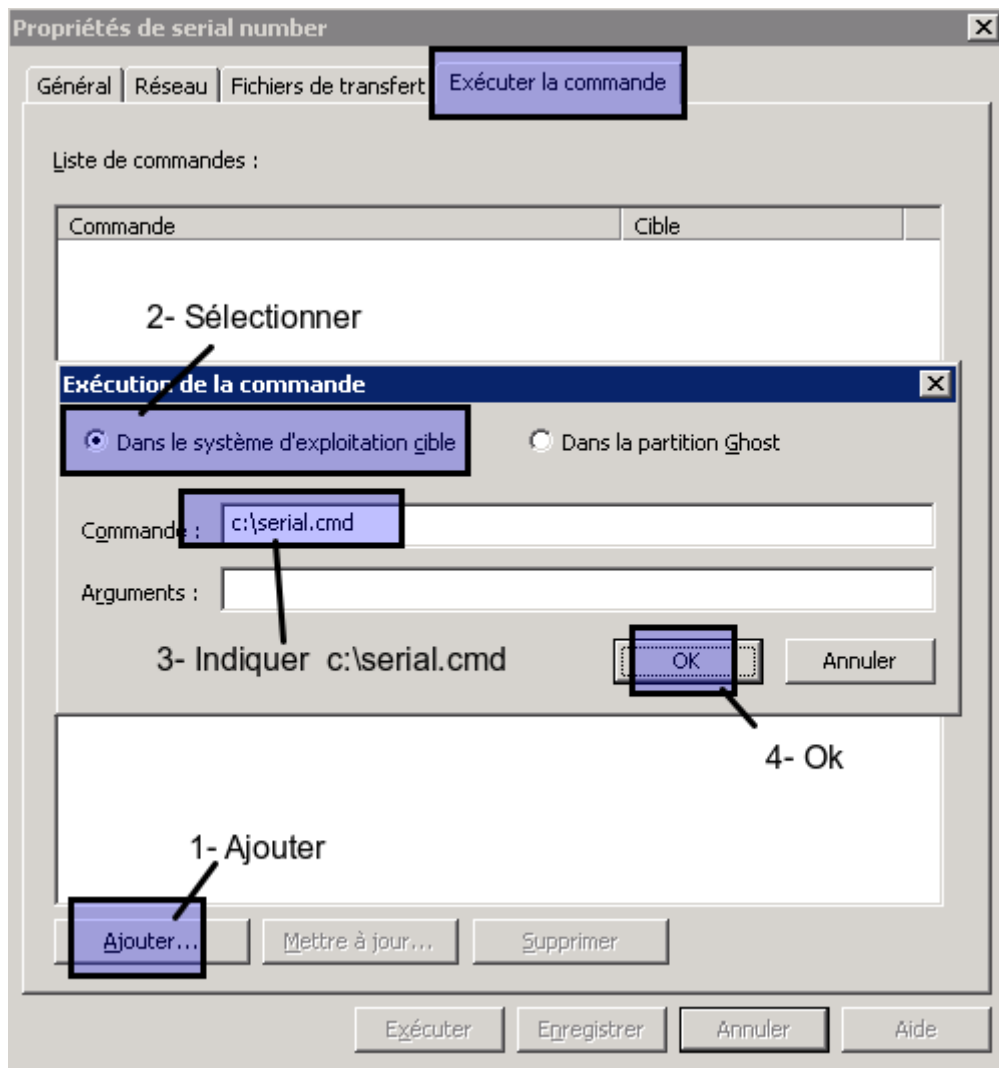 Propriétés de serial number
Général Réseau Fichiers de transfert Exécuter la commande
Liste de commandes :
Commande Cible
2- Sélectionner
Exécution de la commande
Dans le système d'exploitation cible Dans la partition Ghost
Commande : c:\serial.cmd
Arguments :
3- Indiquer c:\serial.cmd
OK Annuler
4- Ok
1- Ajouter
Ajouter... Mettre à jour... Supprimer
Exécuter Enregistrer Annuler Aide